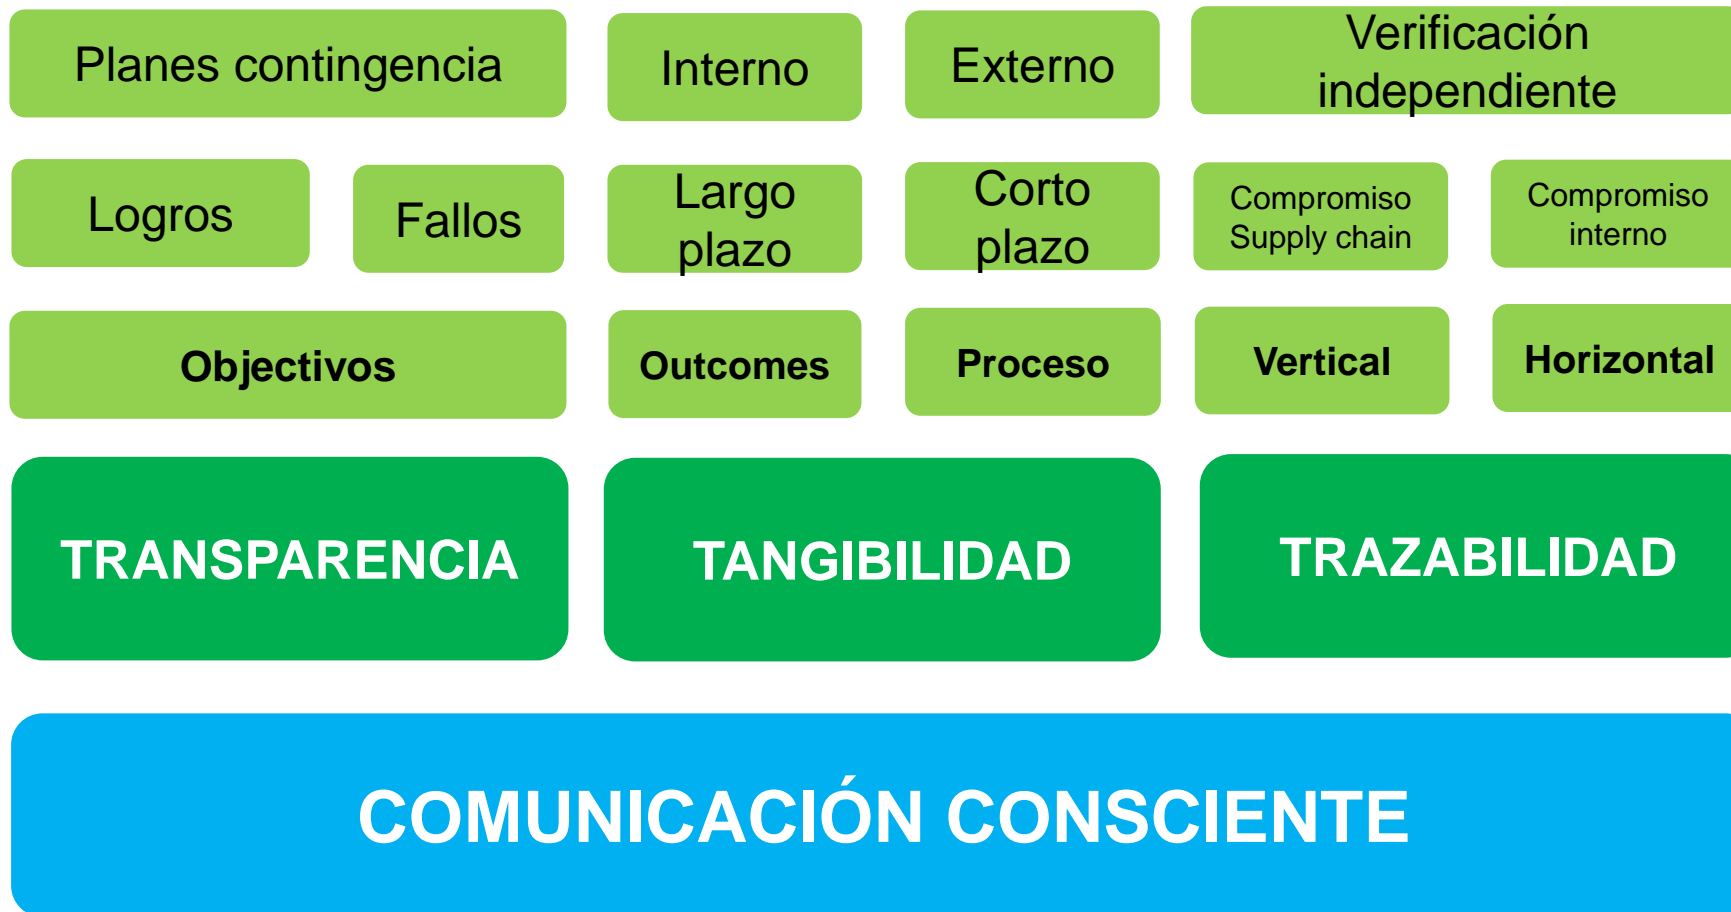 Planes contingencia
Interno
Externo
Verificación
independiente
Logros
Fallos
Largo
plazo
Corto
plazo
Compromiso
Supply chain
Compromiso
interno
Objectivos
Outcomes
Proceso
Vertical
Horizontal
TRANSPARENCIA
TANGIBILIDAD
TRAZABILIDAD
COMUNICACIÓN CONSCIENTE